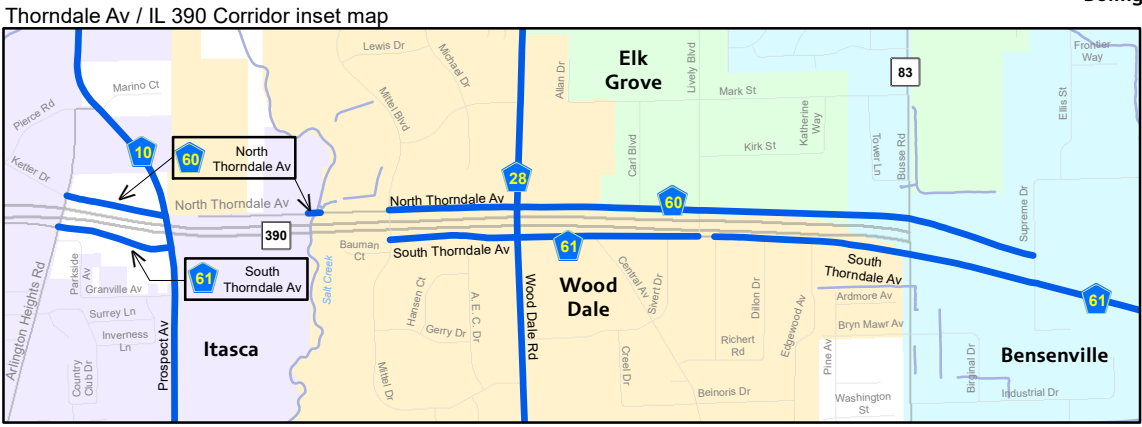 Thorndale Av / IL 390 Corridor inset map
Lewis Dr
Michael Dr
Elk
Grove
Lively Blvd
83
Frontier
Way
Marino Ct
Allan Dr
Mark St
Ellis St
Pierce Rd
Mittel Blvd
Katherine
Way
10
60
North
Thorndale Av
Carl Blvd
Kirk St
Tower Ln
Busse Rd
Ketter Dr
28
North Thorndale Av
North Thorndale Av
60
Supreme Dr
390
Bauman
Ct
South Thorndale Av
61
South
Thorndale Av
Parkside
Av
61
South
Thorndale Av
Salt Creek
Central Av
Sivert Dr
Wood
Dale
Dillon Dr
Granville Av
Hansen Ct
A.E.C. Dr
Wood Dale Rd
Ardmore Av
61
Arlington Heights Rd
Surrey Ln
Inverness
Ln
Prospect Av
Itasca
Gerry Dr
Edgewood Av
Bryn Mawr Av
Richert
Rd
Bensenville
Country
Club Dr
Mittel Dr
Creel Dr
Pine Av
Birginal Dr
Beinoris Dr
Washington
St
Industrial Dr